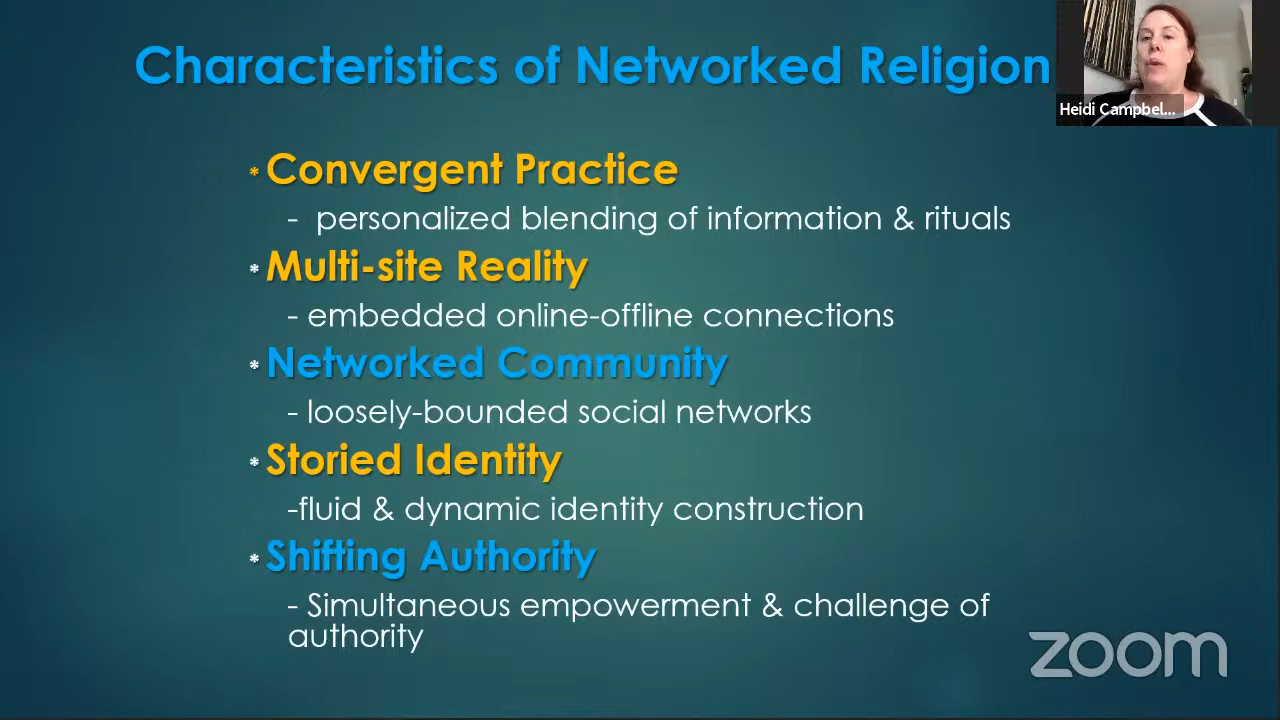 Characteristics of Networked Religion
Heidi Campbel...
* Convergent Practice
- personalized blending of information & rituals
* Multi-site Reality
- embedded online-offline connections
* Networked Community
- loosely-bounded social networks
* Storied Identity
-fluid & dynamic identity construction
* Shifting Authority
- Simultaneous empowerment & challenge of
authority
zoom